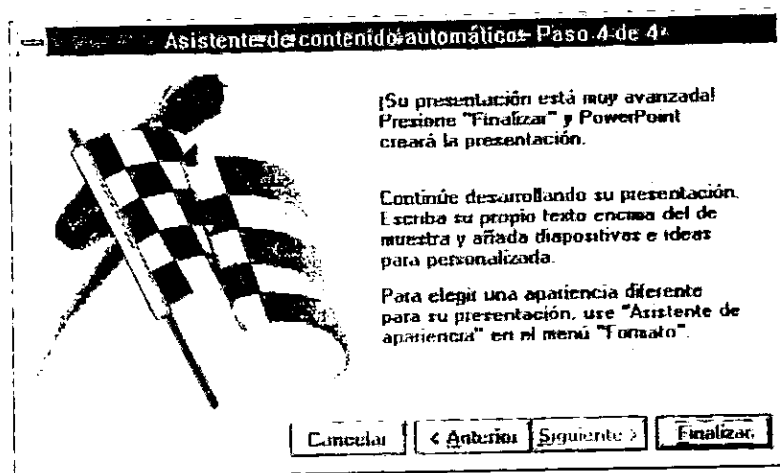 Asistente de contenido automático - Paso 4 de 4
¡Su presentación está muy avanzada!
Presione "Finalizar" y PowerPoint
creará la presentación.
Continúe desarrollando su presentación.
Escriba su propio texto encima del de
muestra y añada diapositivas e ideas
para personalizada.
Para elegir una apariencia diferente
para su presentación, use "Asistente de
apariencia" en el menú "Formato".
Cancelar
< Anterior
Siguiente >
Finalizar